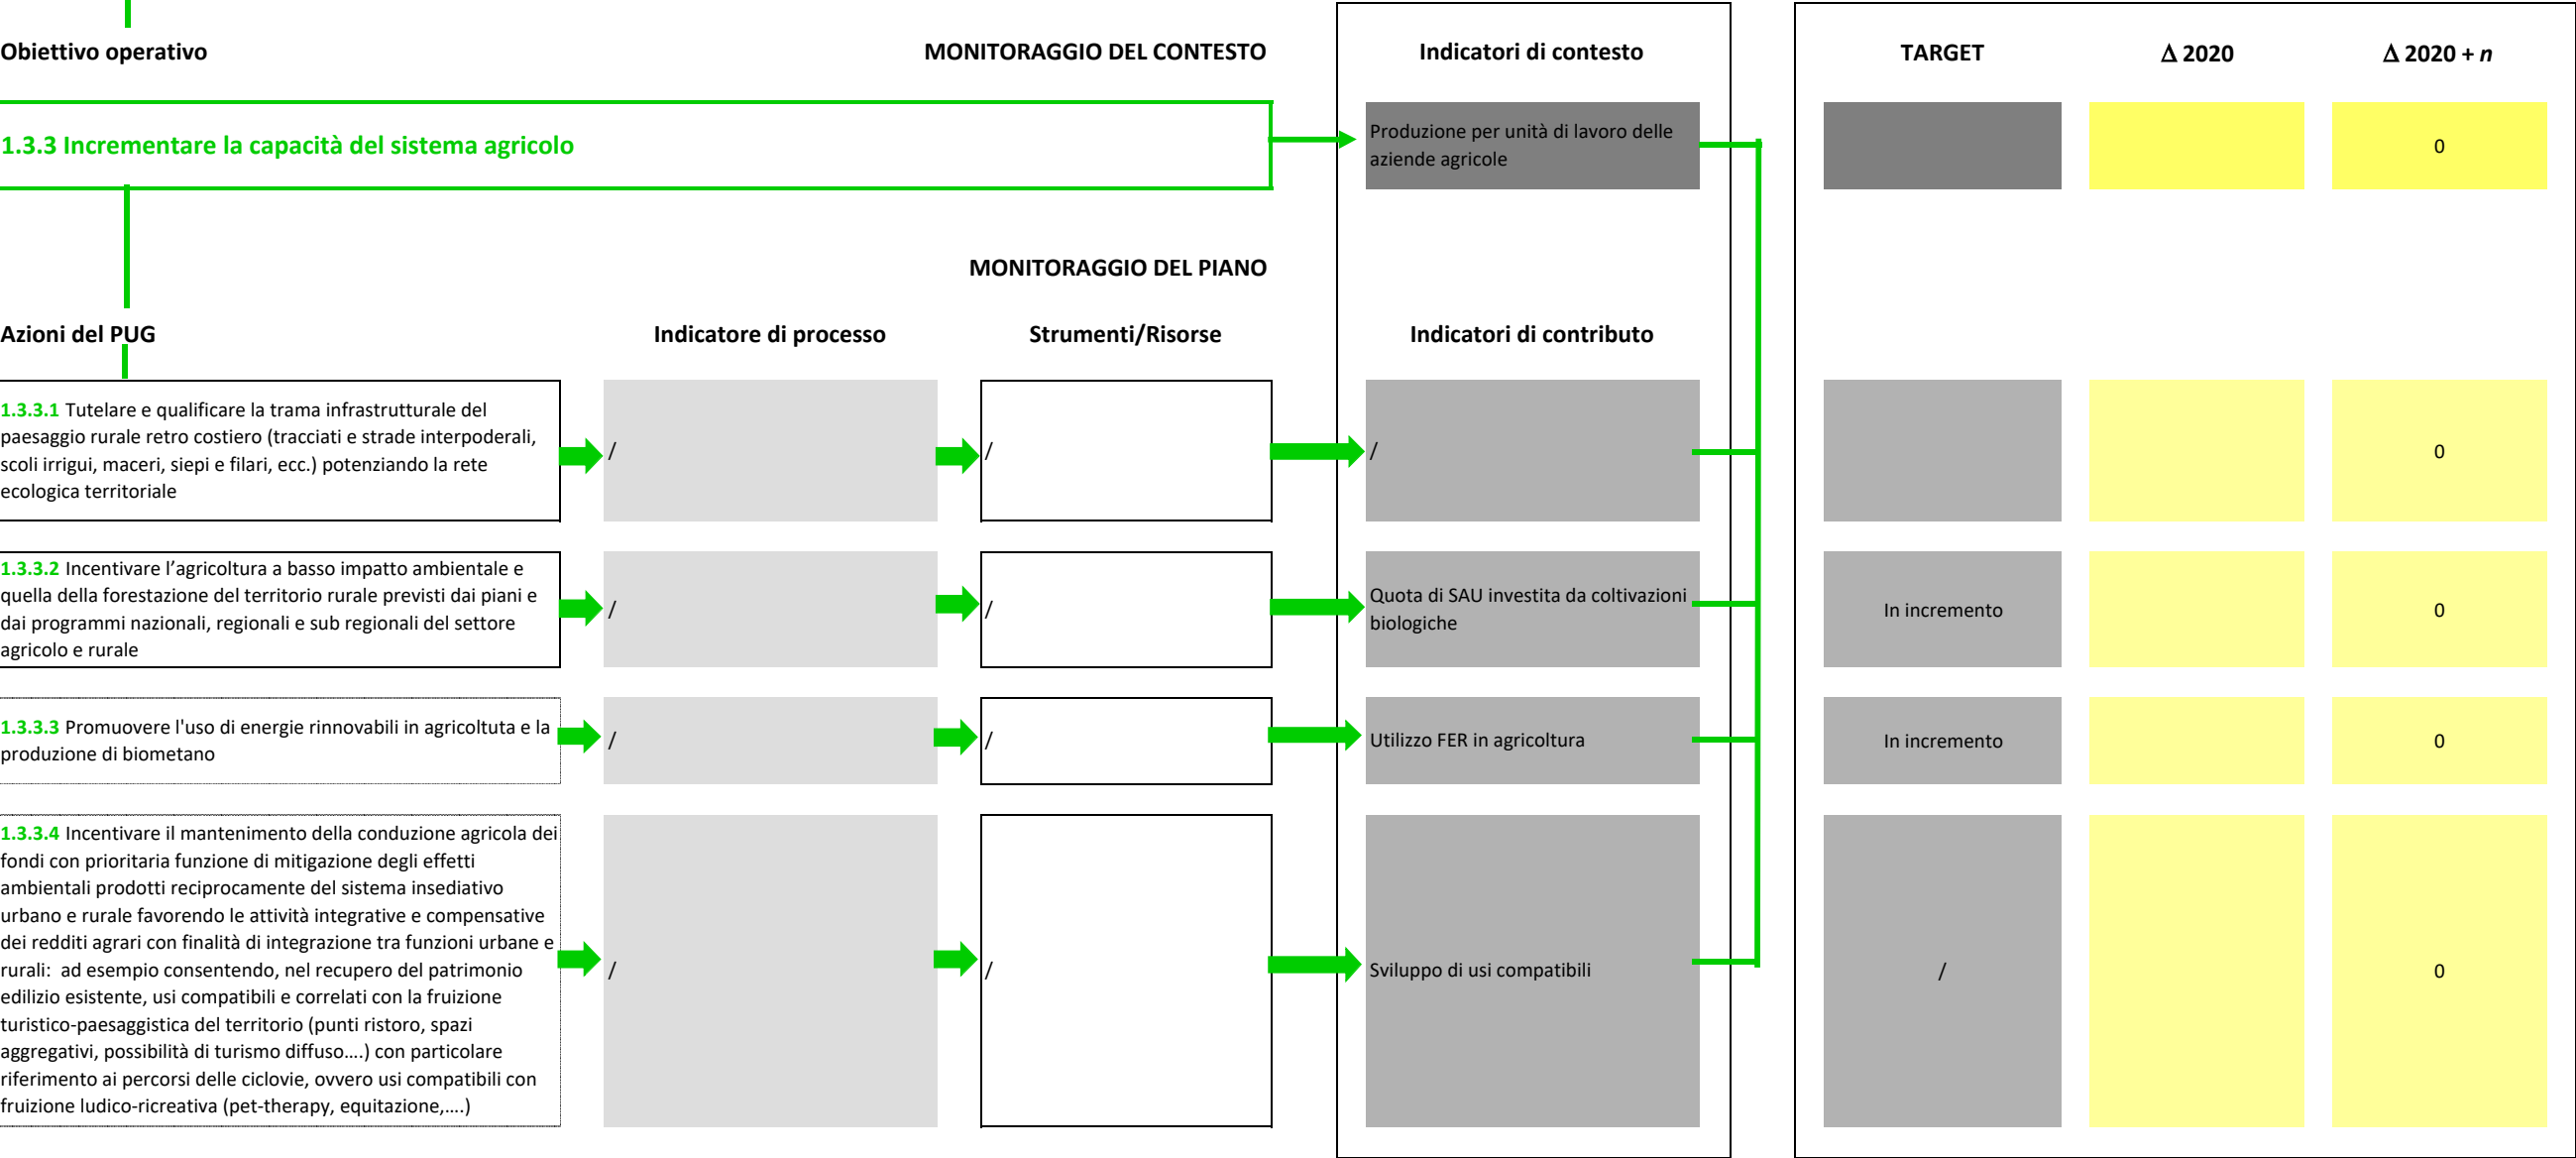 Obiettivo operativo
MONITORAGGIO DEL CONTESTO
Indicatori di contesto
TARGET
Δ 2020
Δ 2020 + n
1.3.3 Incrementare la capacità del sistema agricolo
Produzione per unità di lavoro delle
aziende agricole
0
MONITORAGGIO DEL PIANO
Azioni del PUG
Indicatore di processo
Strumenti/Risorse
Indicatori di contributo
1.3.3.1 Tutelare e qualificare la trama infrastrutturale del
paesaggio rurale retro costiero (tracciati e strade interpoderali,
scoli irrigui, maceri, siepi e filari, ecc.) potenziando la rete
ecologica territoriale
/
/
/
0
1.3.3.2 Incentivare l’agricoltura a basso impatto ambientale e
quella della forestazione del territorio rurale previsti dai piani e
dai programmi nazionali, regionali e sub regionali del settore
agricolo e rurale
/
/
Quota di SAU investita da coltivazioni
biologiche
In incremento
0
1.3.3.3 Promuovere l'uso di energie rinnovabili in agricoltuta e la
produzione di biometano
/
/
Utilizzo FER in agricoltura
In incremento
0
1.3.3.4 Incentivare il mantenimento della conduzione agricola dei
fondi con prioritaria funzione di mitigazione degli effetti
ambientali prodotti reciprocamente del sistema insediativo
urbano e rurale favorendo le attività integrative e compensative
dei redditi agrari con finalità di integrazione tra funzioni urbane e
rurali:  ad esempio consentendo, nel recupero del patrimonio
edilizio esistente, usi compatibili e correlati con la fruizione
turistico-paesaggistica del territorio (punti ristoro, spazi
aggregativi, possibilità di turismo diffuso….) con particolare
riferimento ai percorsi delle ciclovie, ovvero usi compatibili con
fruizione ludico-ricreativa (pet-therapy, equitazione,….)
/
/
Sviluppo di usi compatibili
/
0